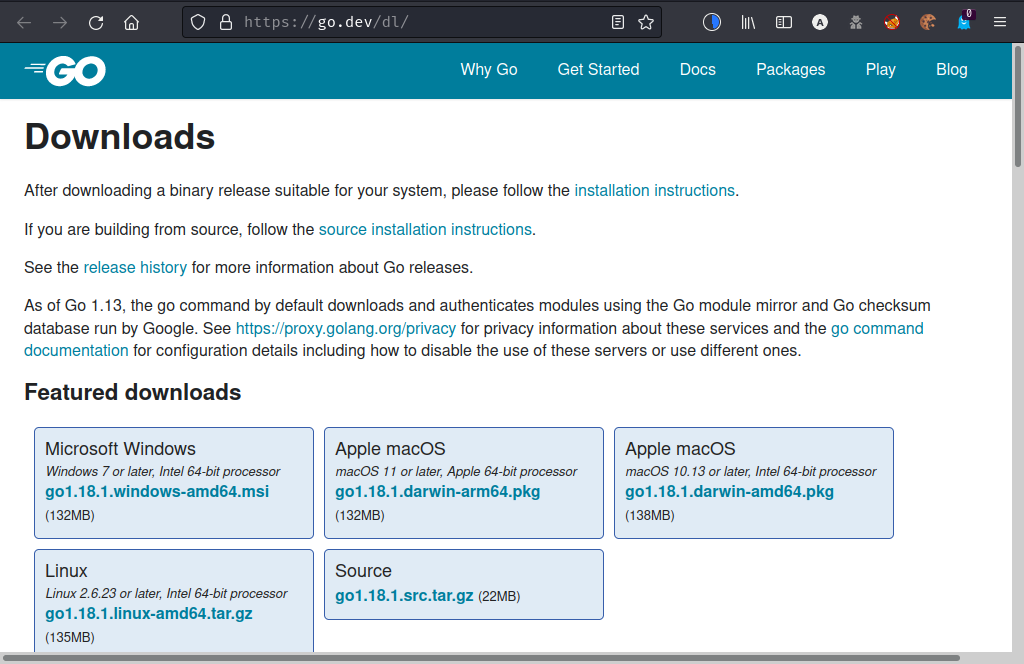 https://go.dev/dl/
A
0
GO
Why Go
Get Started
Docs
Packages
Play
Blog
Downloads
After downloading a binary release suitable for your system, please follow the installation instructions.
If you are building from source, follow the source installation instructions.
See the release history for more information about Go releases.
As of Go 1.13, the go command by default downloads and authenticates modules using the Go module mirror and Go checksum
database run by Google. See https://proxy.golang.org/privacy for privacy information about these services and the go command
documentation for configuration details including how to disable the use of these servers or use different ones.
Featured downloads
Microsoft Windows
Windows 7 or later, Intel 64-bit processor
go1.18.1.windows-amd64.msi
(132MB)
Apple macOS
macOS 11 or later, Apple 64-bit processor
go1.18.1.darwin-arm64.pkg
(132MB)
Apple macOS
macOS 10.13 or later, Intel 64-bit processor
go1.18.1.darwin-amd64.pkg
(138MB)
Linux
Linux 2.6.23 or later, Intel 64-bit processor
go1.18.1.linux-amd64.tar.gz
(135MB)
Source
go1.18.1.src.tar.gz (22MB)